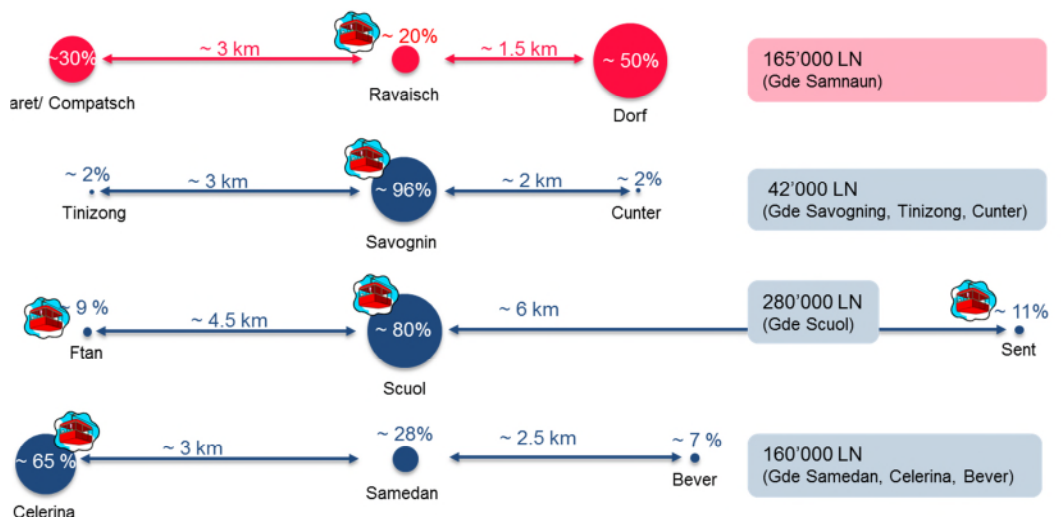 ~30%
~ 3 km
~ 20%
~ 1.5 km
~ 50%
165’000 LN
(Gde Samnaun)
aret/ Compatsch
Ravaisch
Dorf
~ 2%
~ 3 km
~ 96%
~ 2 km
~ 2%
42’000 LN
(Gde Savogning, Tinizong, Cunter)
Tinizong
Savognin
Cunter
~ 9 %
~ 4.5 km
~ 80%
~ 6 km
280’000 LN
(Gde Scuol)
~ 11%
Ftan
Scuol
Sent
~ 65 %
~ 3 km
~ 28%
~ 2.5 km
~ 7 %
160’000 LN
(Gde Samedan, Celerina, Bever)
Celerina
Samedan
Bever